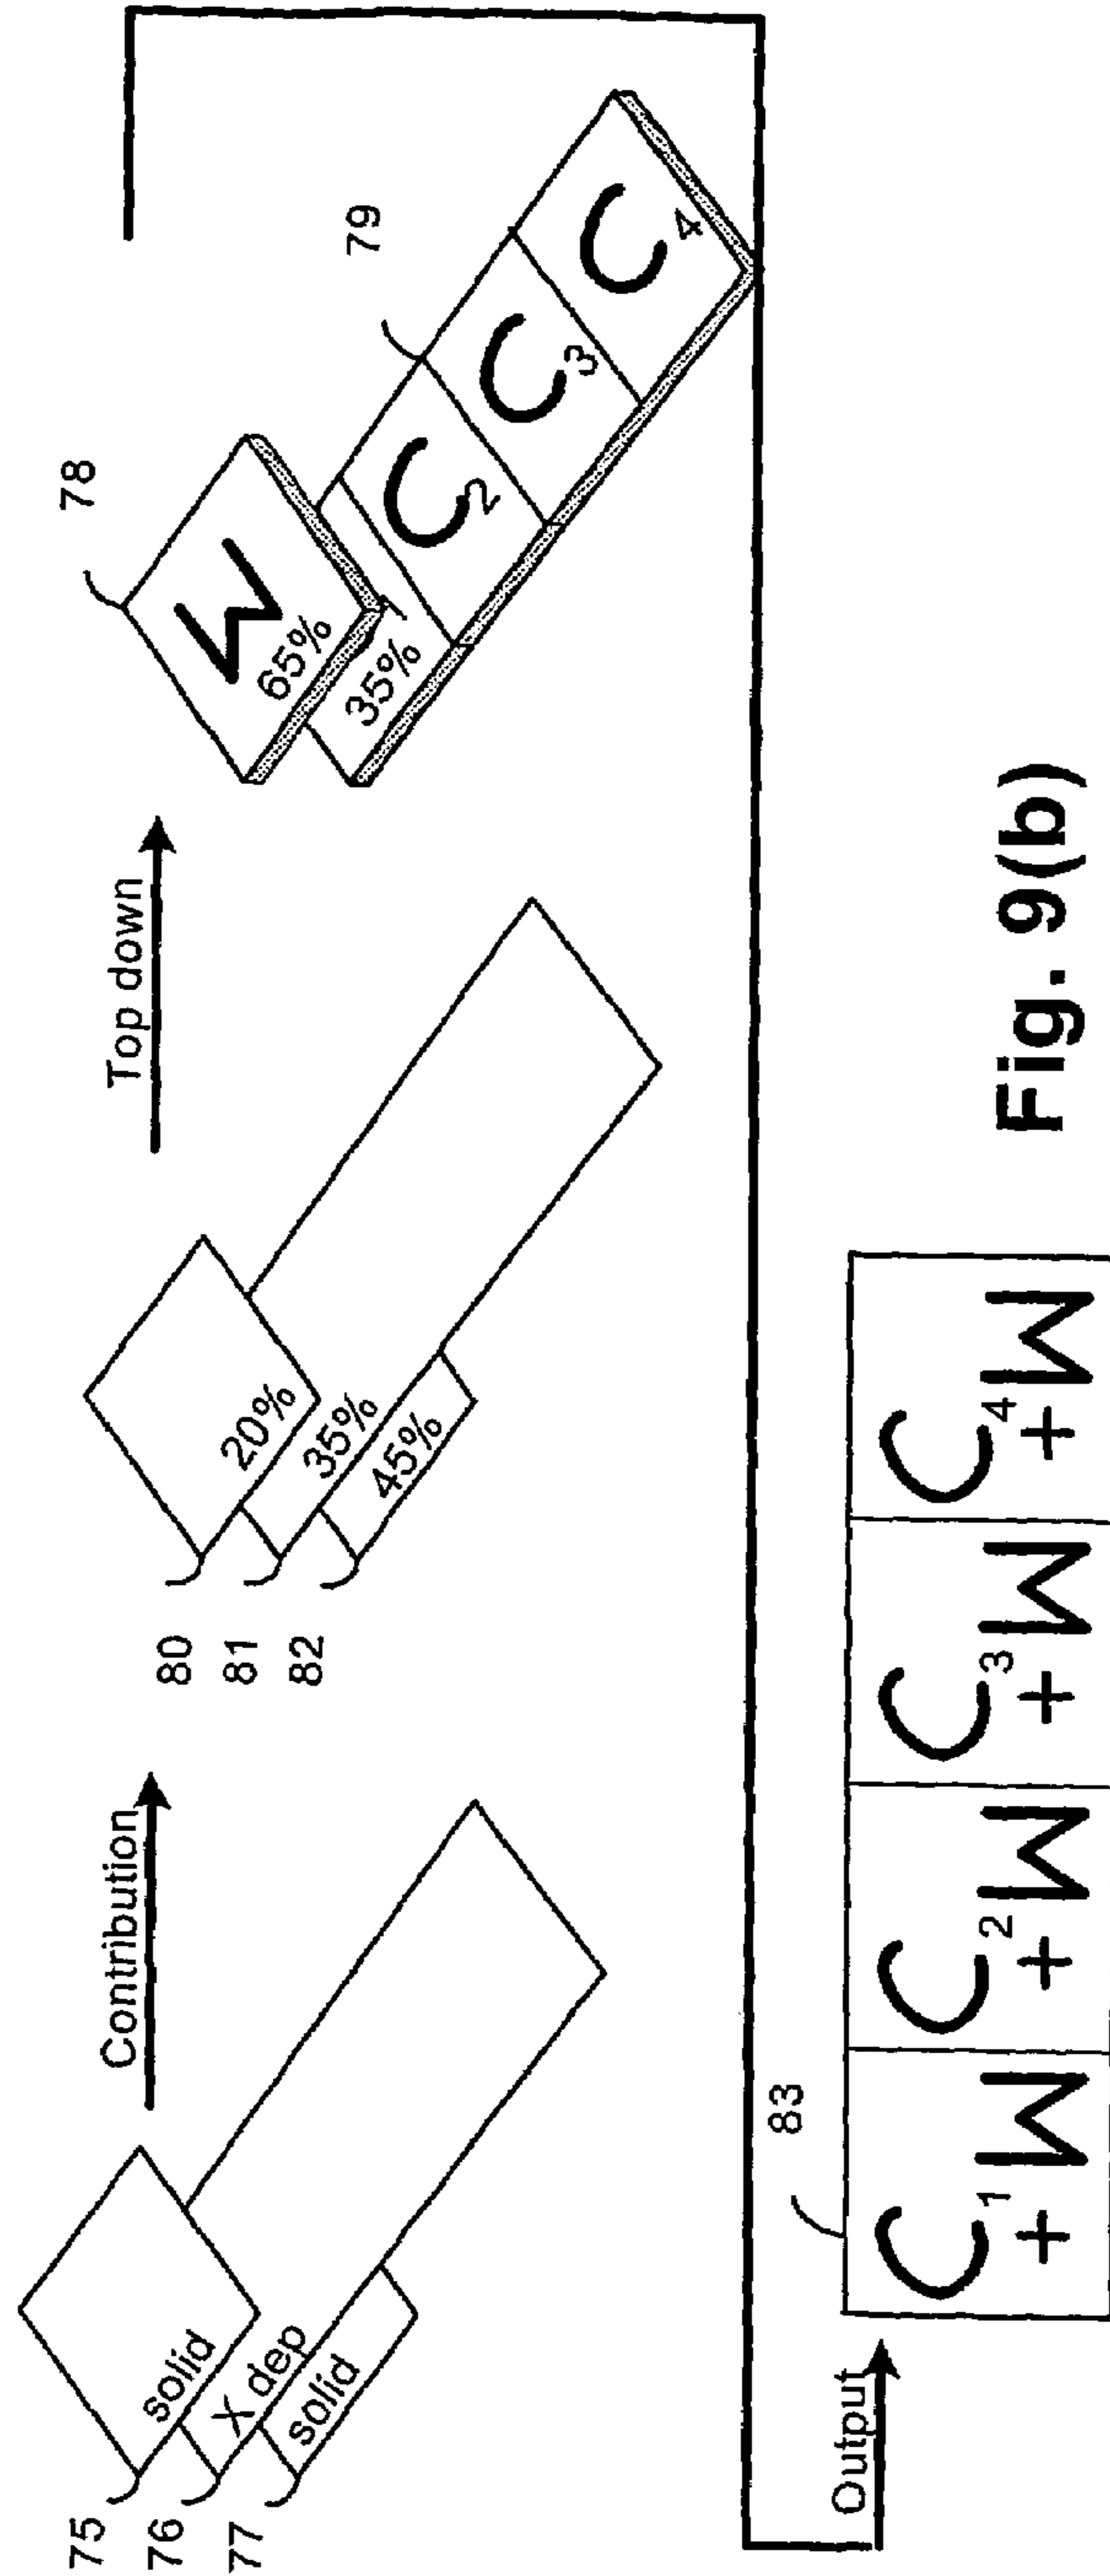 75
76
77
solid
X dep
solid
Contribution
80
81
82
20%
35%
45%
Top down
78
M
65%
35%
79
C2
C3
C4
Output
83
C1
+M
C2
+M
C3
+M
C4
+M
Fig. 9(b)